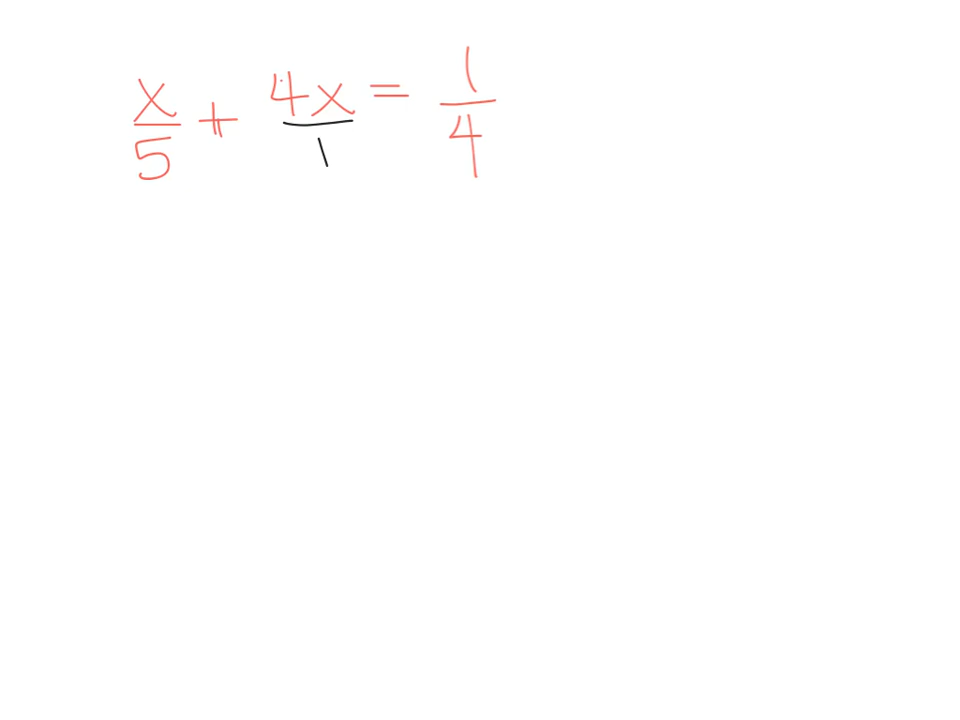 x/5 + 4x/1 = 1/4